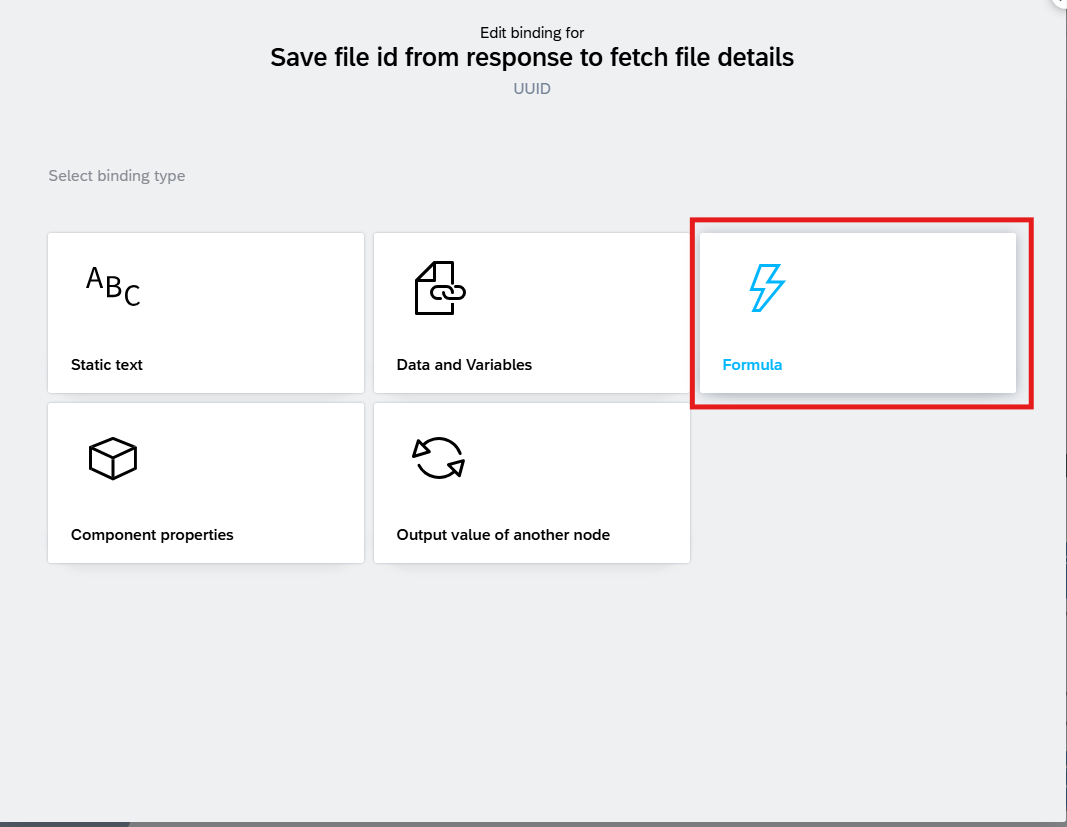 Edit binding for
Save file id from response to fetch file details
UUID
Select binding type
ABC
Static text
Data and Variables
Formula
Component properties
Output value of another node